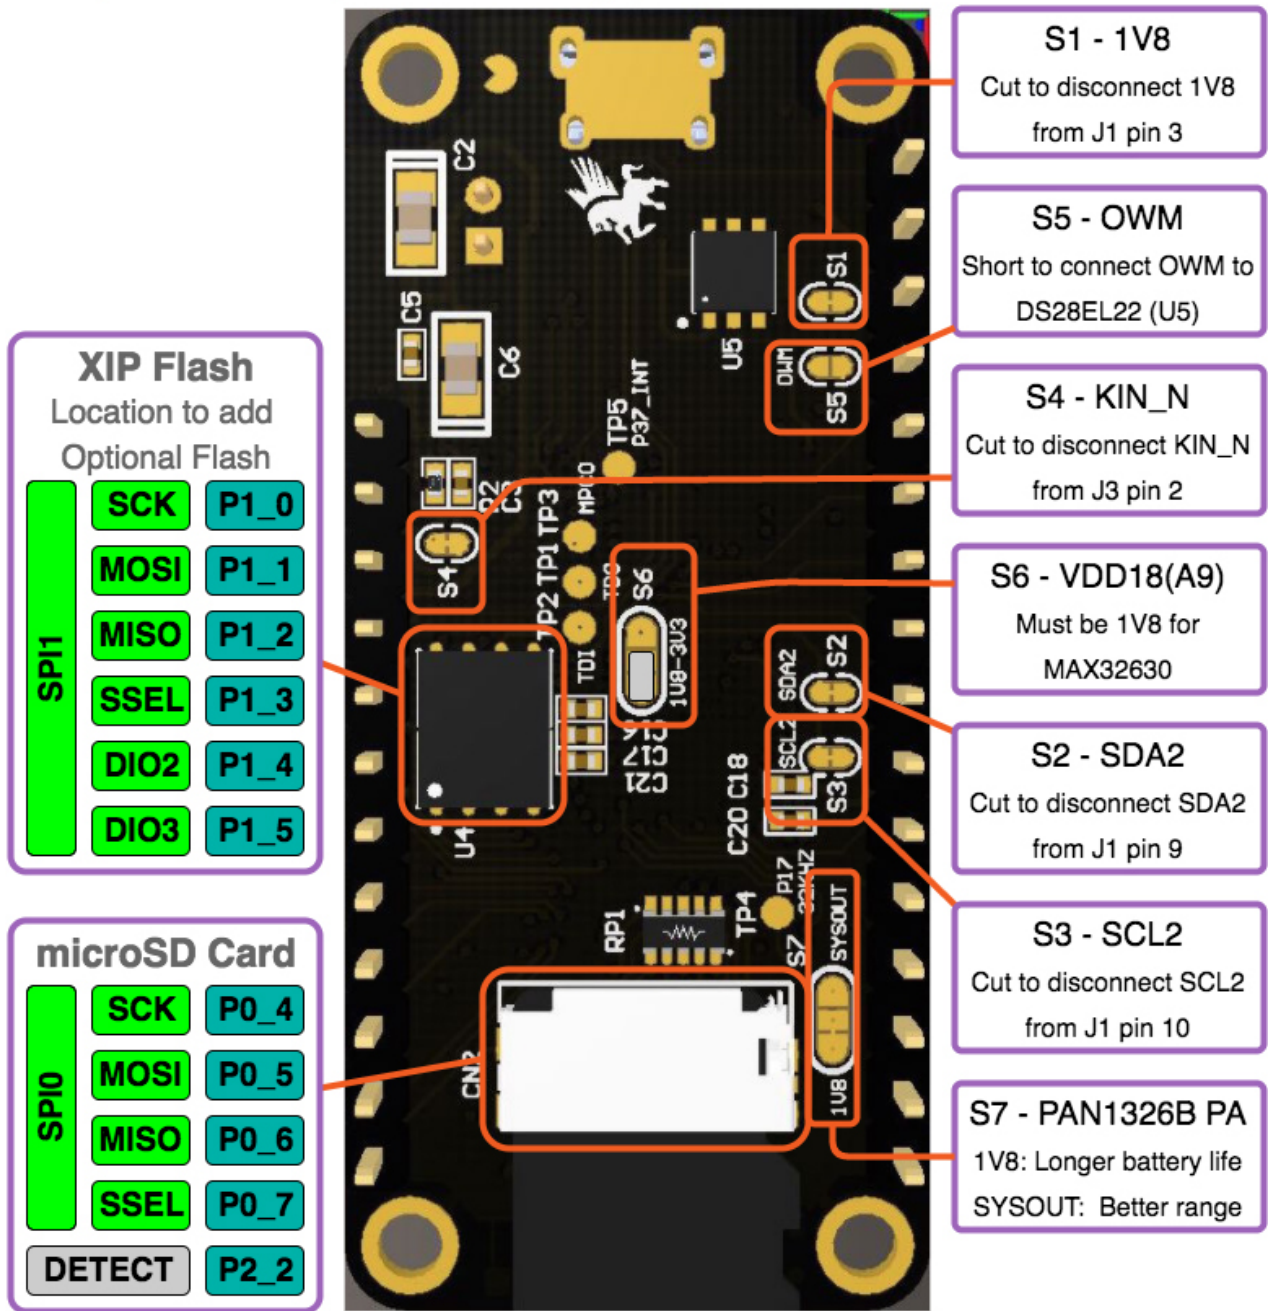 S1 - 1V8
Cut to disconnect 1V8
from J1 pin 3
S5 - OWM
Short to connect OWM to
DS28EL22 (U5)
S4 - KIN_N
Cut to disconnect KIN_N
from J3 pin 2
S6 - VDD18(A9)
Must be 1V8 for
MAX32630
S2 - SDA2
Cut to disconnect SDA2
from J1 pin 9
S3 - SCL2
Cut to disconnect SCL2
from J1 pin 10
S7 - PAN1326B PA
1V8: Longer battery life
SYSOUT: Better range
XIP Flash
Location to add
Optional Flash
SPI1
SCK P1_0
MOSI P1_1
MISO P1_2
SSEL P1_3
DIO2 P1_4
DIO3 P1_5
microSD Card
SPI0
SCK P0_4
MOSI P0_5
MISO P0_6
SSEL P0_7
DETECT P2_2
C2
C5
C6
U5
S1
OWM
S5
TP5
P37_INT
C3
S4
TP2 TP1 TP3
TDI
S6
1V8-3V3
U4
C17
C21
SDA2
S2
SCL2
S3
C20 C18
RP1
TP4
P17
32KHZ
S7
SYSOUT
1V8